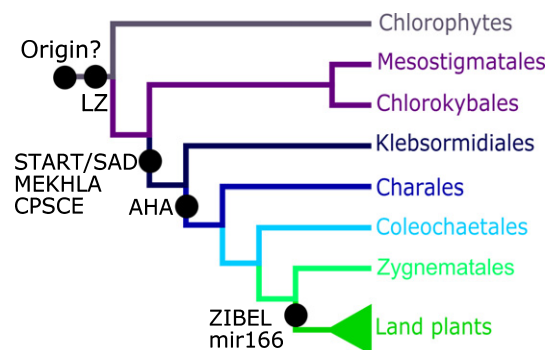 Chlorophytes
Origin?
Mesostigmatales
LZ
Chlorokybales
Klebsormidiales
START/SAD
MEKHLA
CPSCE
AHA
Charales
Coleochaetales
Zygnematales
ZIBEL
mir166
Land plants